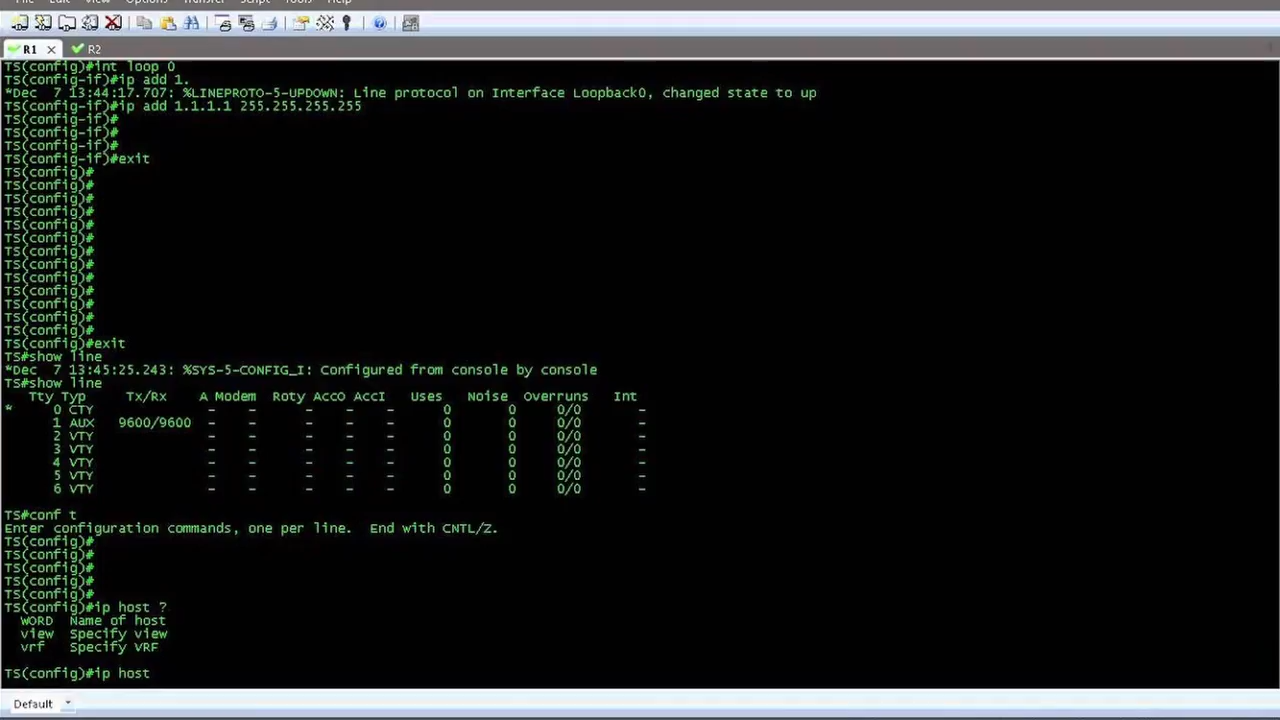 File Edit View Options Transfer Script Tools Help
R1 R2
TS(config)#int loop 0
TS(config-if)#ip add 1.
*Dec  7 13:44:17.707: %LINEPROTO-5-UPDOWN: Line protocol on Interface Loopback0, changed state to up
TS(config-if)#ip add 1.1.1.1 255.255.255.255
TS(config-if)#
TS(config-if)#
TS(config-if)#
TS(config-if)#exit
TS(config)#
TS(config)#
TS(config)#
TS(config)#
TS(config)#
TS(config)#
TS(config)#
TS(config)#
TS(config)#
TS(config)#
TS(config)#
TS(config)#
TS(config)#
TS(config)#exit
TS#show line
*Dec  7 13:45:25.243: %SYS-5-CONFIG_I: Configured from console by console
TS#show line
Tty Typ Tx/Rx A Modem Roty AccO AccI Uses Noise Overruns Int
* 0 CTY - - - - - 0 0 0/0 -
1 AUX 9600/9600 - - - - - 0 0 0/0 -
2 VTY - - - - - 0 0 0/0 -
3 VTY - - - - - 0 0 0/0 -
4 VTY - - - - - 0 0 0/0 -
5 VTY - - - - - 0 0 0/0 -
6 VTY - - - - - 0 0 0/0 -
TS#conf t
Enter configuration commands, one per line.  End with CNTL/Z.
TS(config)#
TS(config)#
TS(config)#
TS(config)#
TS(config)#
TS(config)#ip host ?
WORD Name of host
view Specify view
vrf Specify VRF
TS(config)#ip host
Default